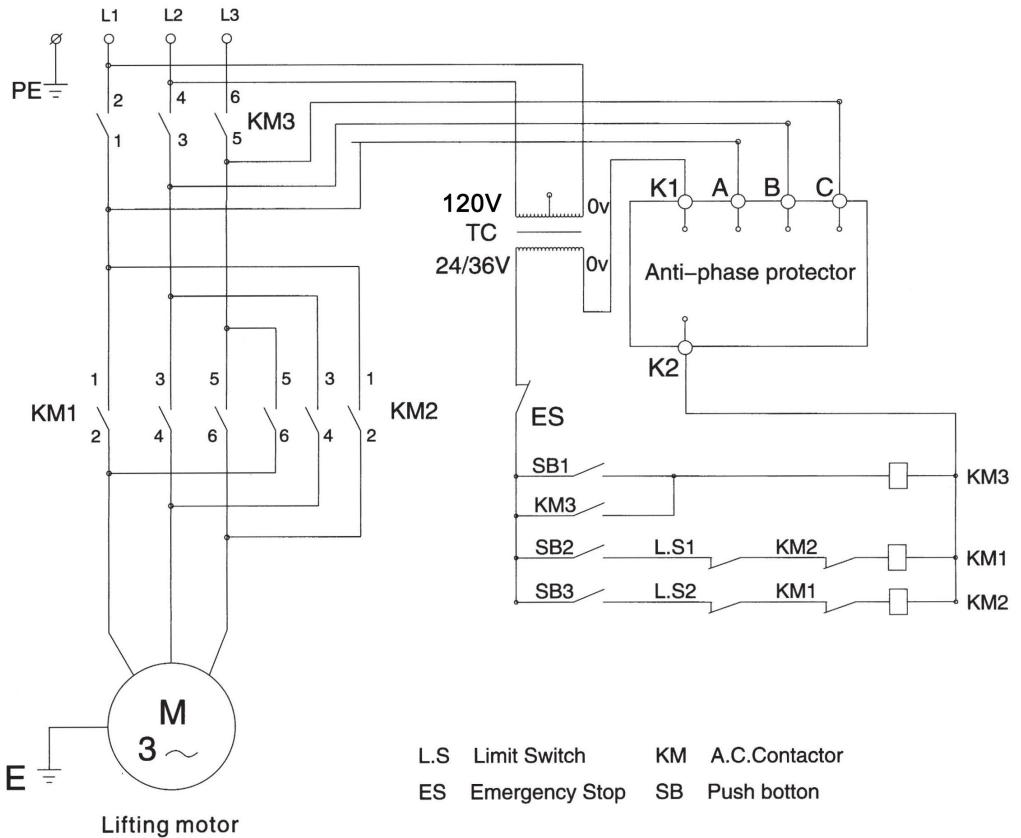 L1 L2 L3
PE
2 4 6
KM3
1 3 5
K1 A B C
120V 0v
TC
24/36V 0v
Anti-phase protector
K2
1 3 5 5 3 1
KM1 KM2
2 4 6 6 4 2
ES
SB1 KM3
KM3
SB2 L.S1 KM2 KM1
SB3 L.S2 KM1 KM2
M
3 ~
E
L.S Limit Switch KM A.C.Contactor
ES Emergency Stop SB Push botton
Lifting motor